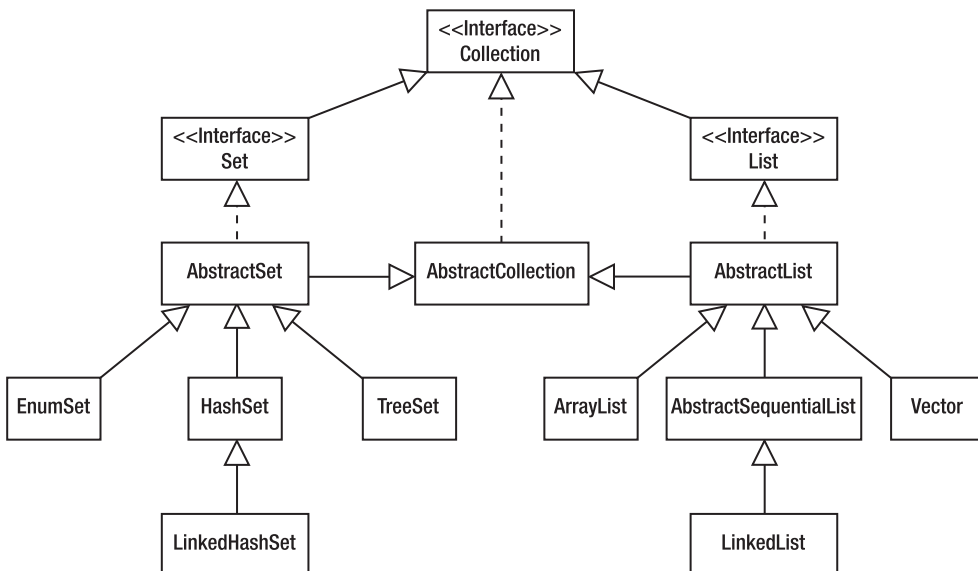 <<Interface>>
Collection
<<Interface>>
Set
<<Interface>>
List
AbstractSet
AbstractCollection
AbstractList
EnumSet
HashSet
TreeSet
ArrayList
AbstractSequentialList
Vector
LinkedHashSet
LinkedList